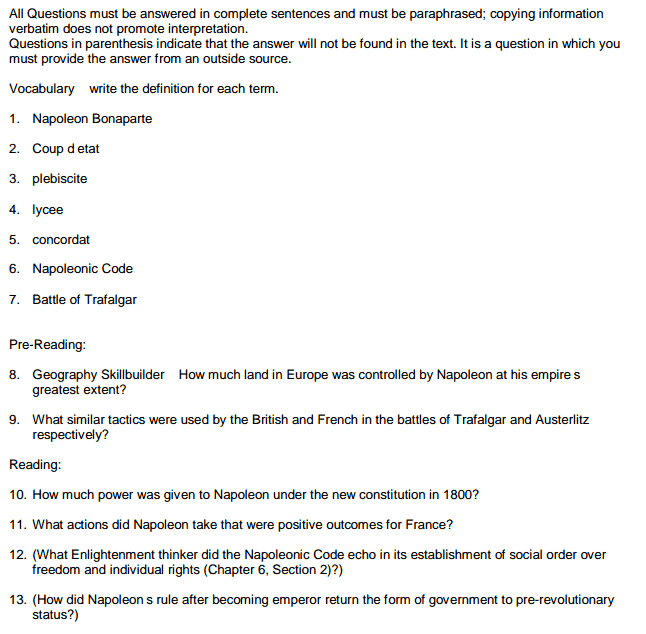 All Questions must be answered in complete sentences and must be paraphrased; copying information
verbatim does not promote interpretation.
Questions in parenthesis indicate that the answer will not be found in the text. It is a question in which you
must provide the answer from an outside source.
Vocabulary write the definition for each term.
1. Napoleon Bonaparte
2. Coup d etat
3. plebiscite
4. lycee
5. concordat
6. Napoleonic Code
7. Battle of Trafalgar
Pre-Reading:
8. Geography Skillbuilder How much land in Europe was controlled by Napoleon at his empire s
greatest extent?
9. What similar tactics were used by the British and French in the battles of Trafalgar and Austerlitz
respectively?
Reading:
10. How much power was given to Napoleon under the new constitution in 1800?
11. What actions did Napoleon take that were positive outcomes for France?
12. (What Enlightenment thinker did the Napoleonic Code echo in its establishment of social order over
freedom and individual rights (Chapter 6, Section 2)?)
13. (How did Napoleon s rule after becoming emperor return the form of government to pre-revolutionary
status?)